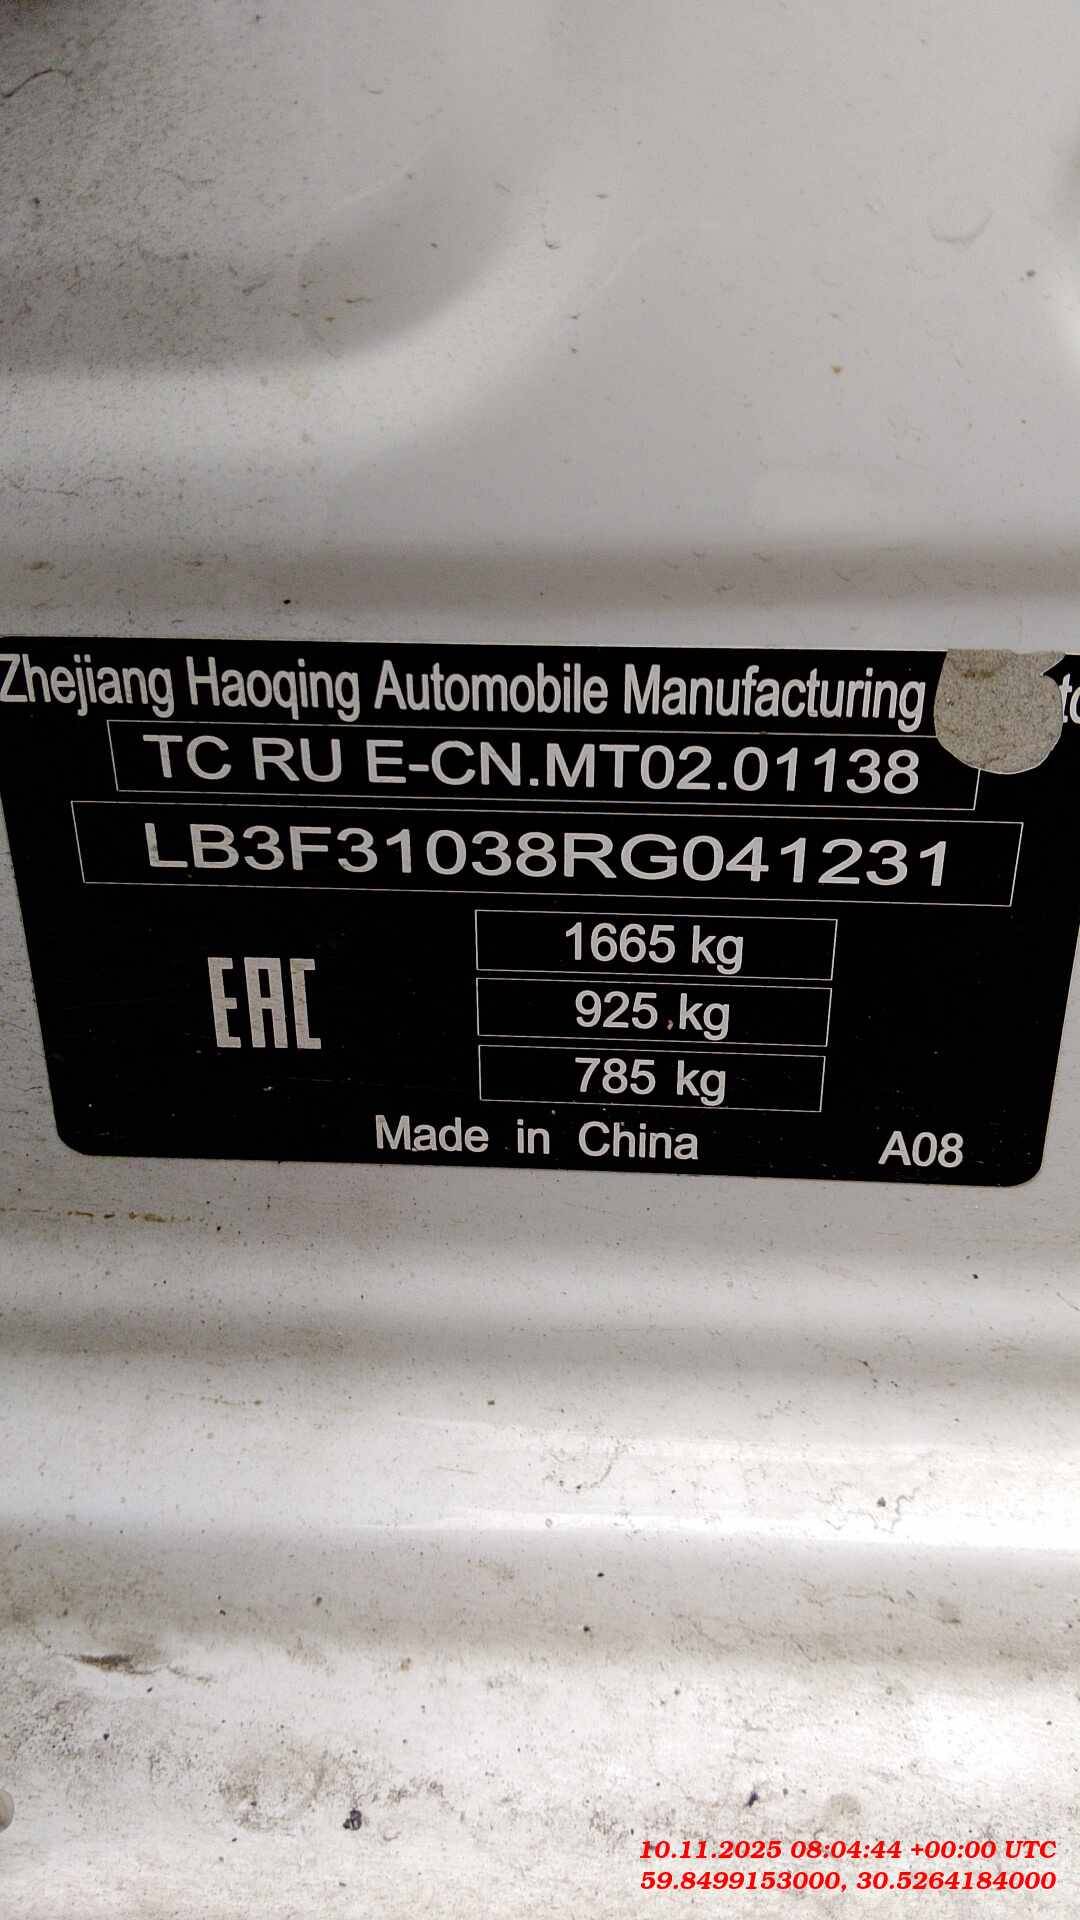 Zhejiang Haoqing Automobile Manufacturing
TC RU E-CN.MT02.01138
LB3F31038RG041231
EAC
1665 kg
925 kg
785 kg
Made in China
A08
10.11.2025 08:04:44 +00:00 UTC
59.8499153000, 30.5264184000